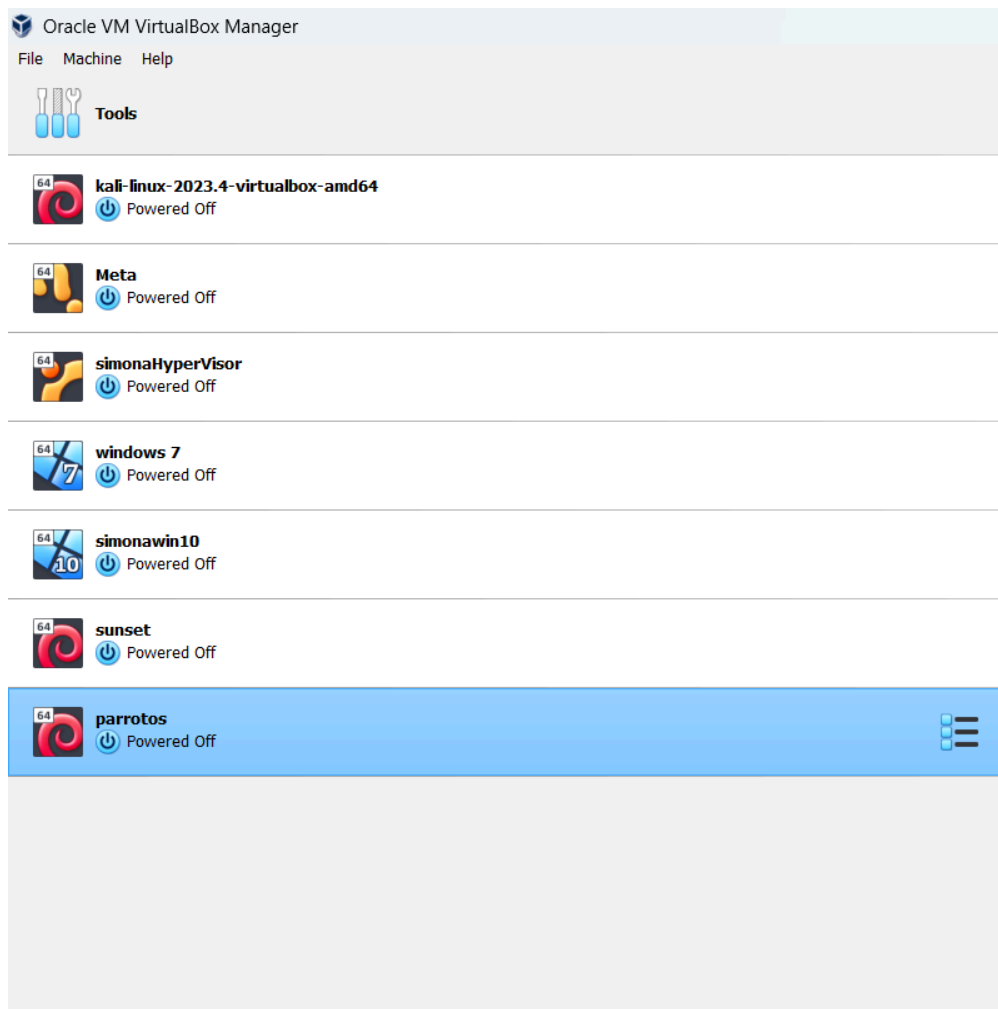 Oracle VM VirtualBox Manager
File Machine Help
Tools
64
kali-linux-2023.4-virtualbox-amd64
Powered Off
64
Meta
Powered Off
64
simonaHyperVisor
Powered Off
64
7
windows 7
Powered Off
64
10
simonawin10
Powered Off
64
sunset
Powered Off
64
parrotos
Powered Off